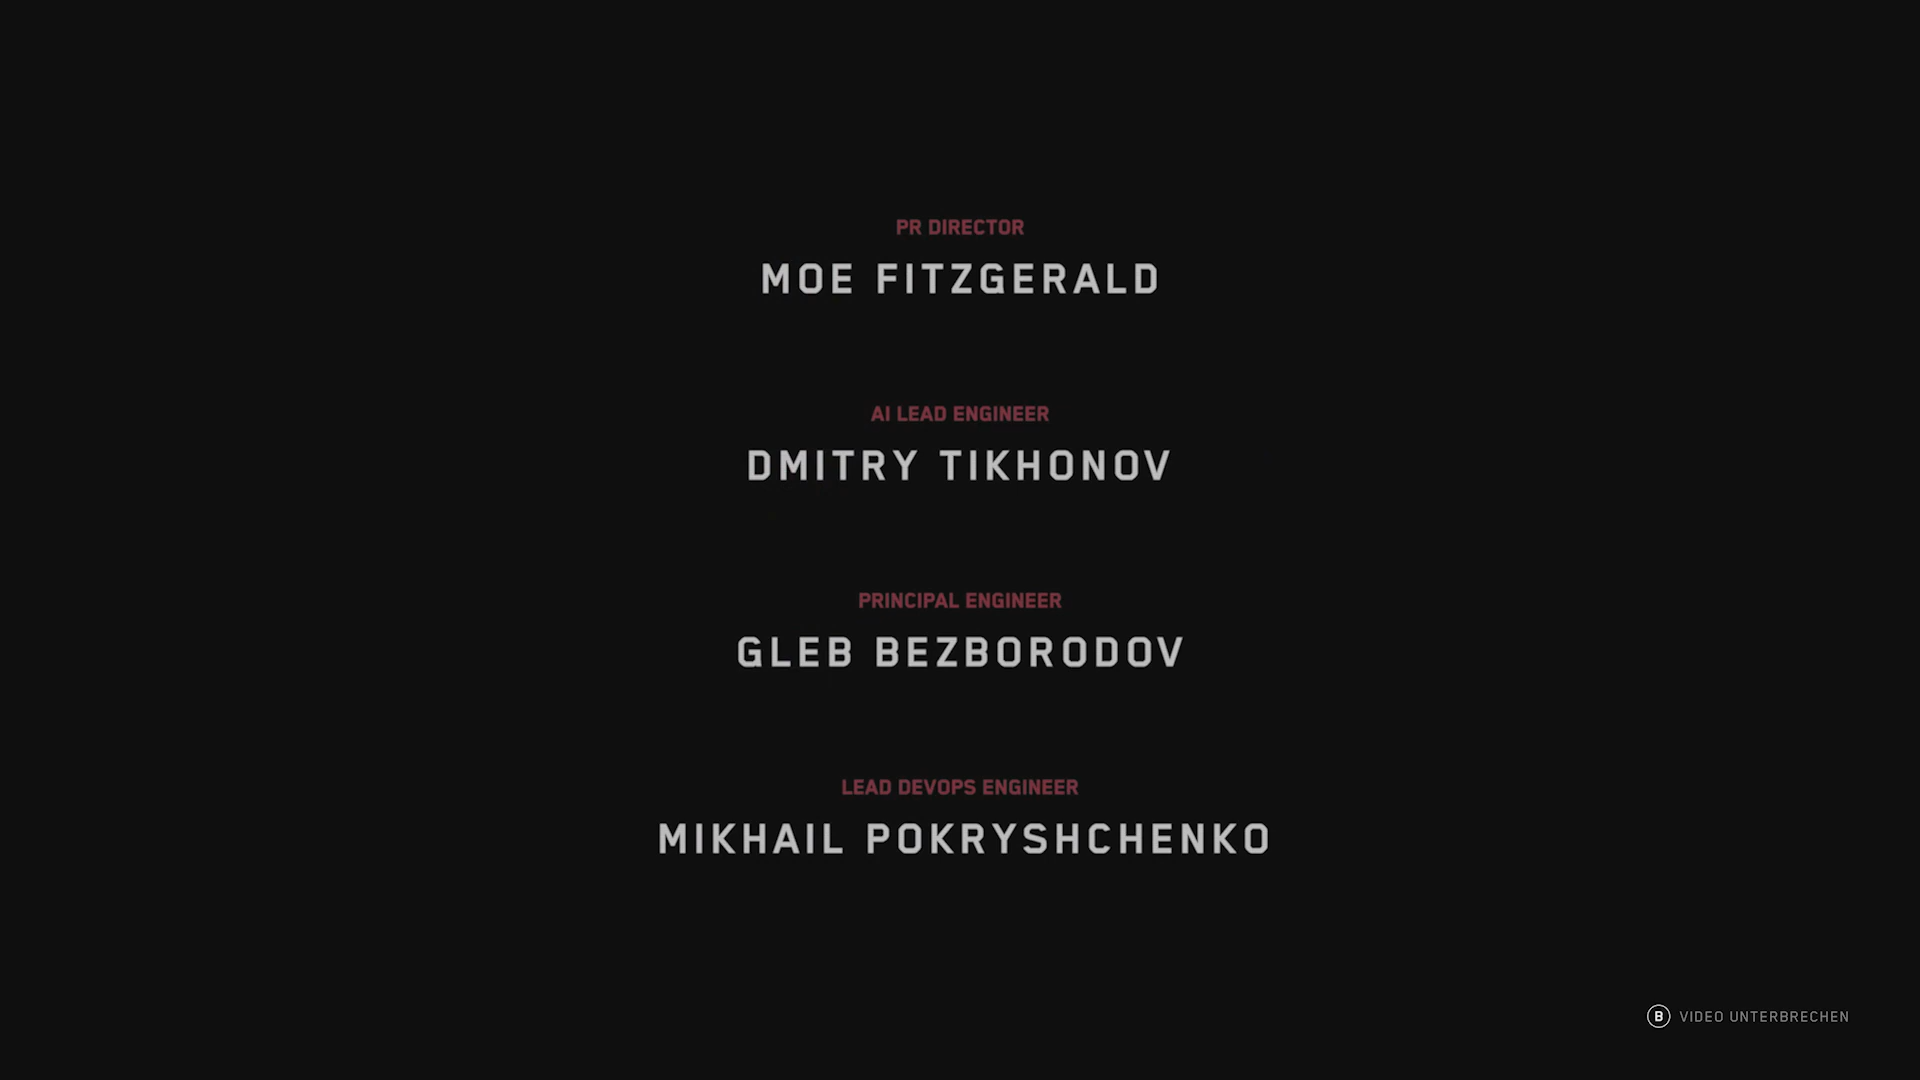 PR DIRECTOR
MOE FITZGERALD
AI LEAD ENGINEER
DMITRY TIKHONOV
PRINCIPAL ENGINEER
GLEB BEZBORODOV
LEAD DEVOPS ENGINEER
MIKHAIL POKRYSHCHENKO
B VIDEO UNTERBRECHEN